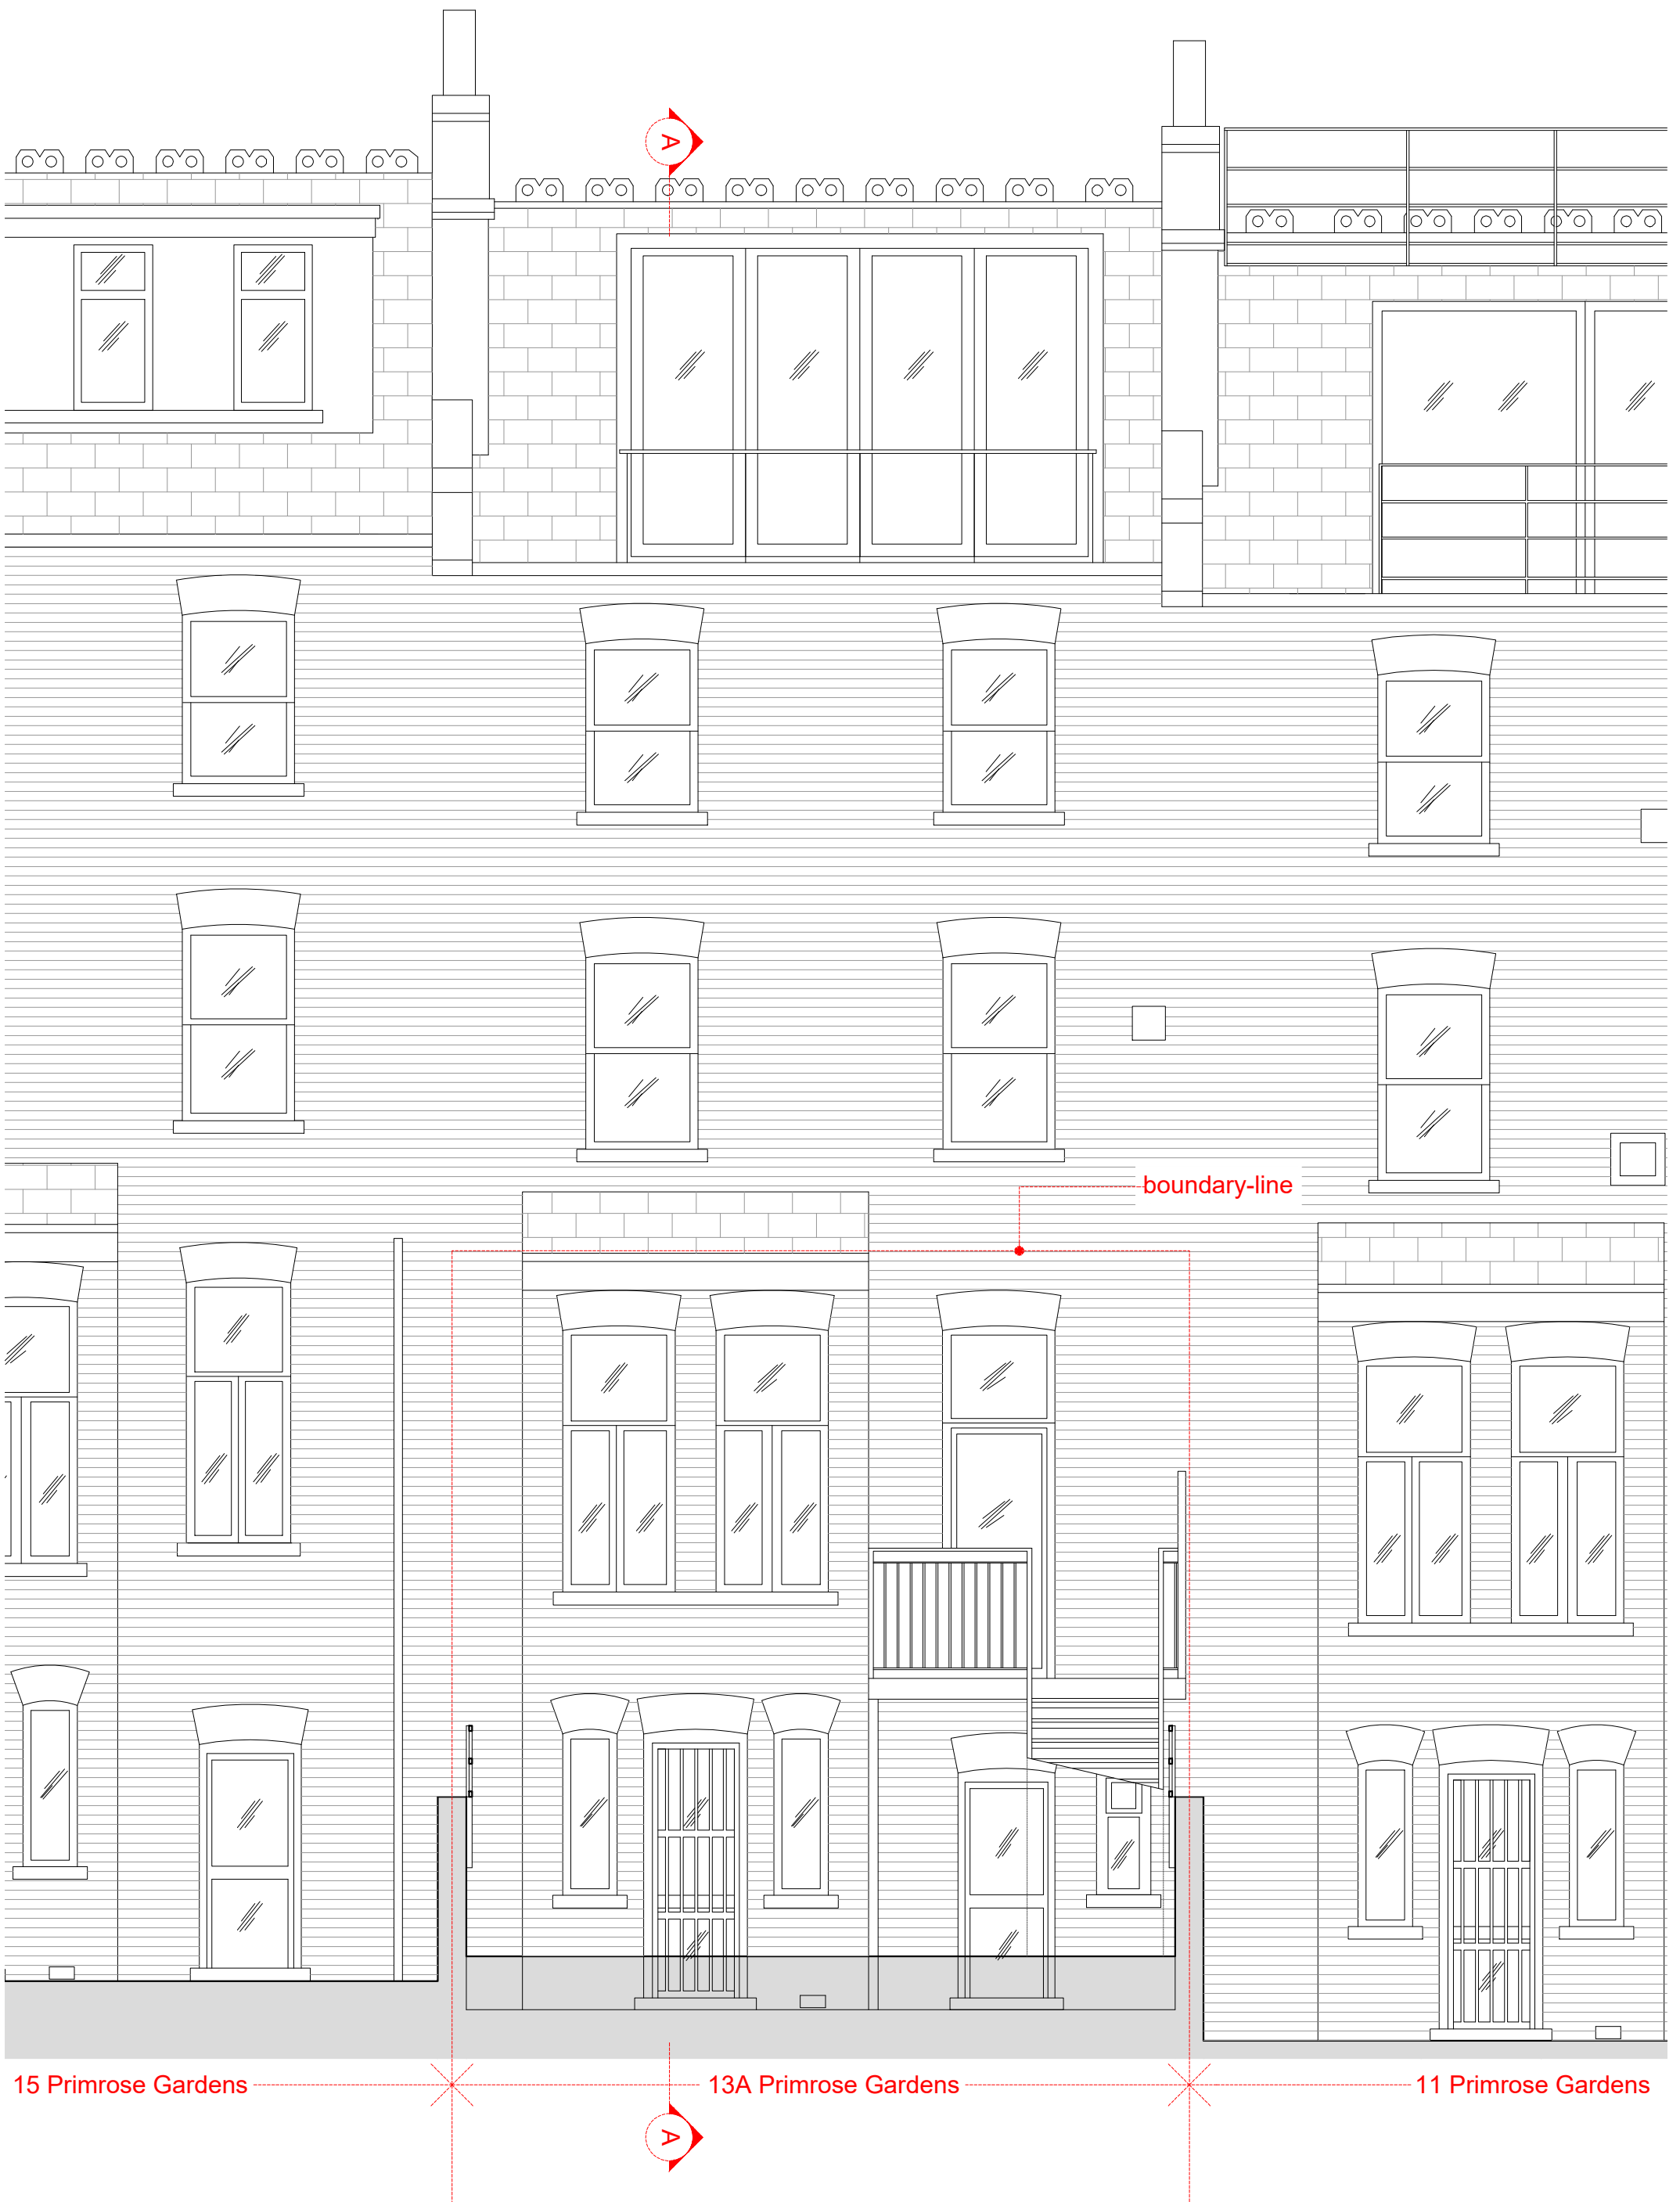 A
boundary-line
15 Primrose Gardens
13A Primrose Gardens
11 Primrose Gardens
A